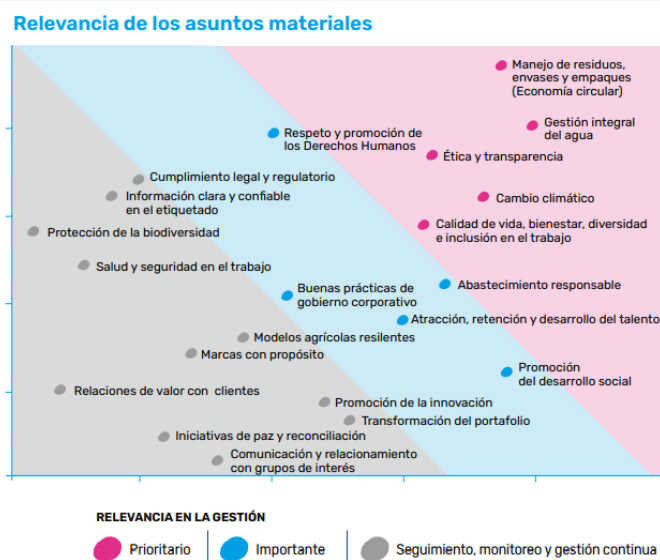 Relevancia de los asuntos materiales
Manejo de residuos,
envases y empaques
(Economía circular)
Gestión integral
del agua
Respeto y promoción de
los Derechos Humanos
Ética y transparencia
Cumplimiento legal y regulatorio
Información clara y confiable
en el etiquetado
Cambio climático
Protección de la biodiversidad
Calidad de vida, bienestar, diversidad
e inclusión en el trabajo
Salud y seguridad en el trabajo
Buenas prácticas de
gobierno corporativo
Abastecimiento responsable
Atracción, retención y desarrollo del talento
Modelos agrícolas resilentes
Marcas con propósito
Promoción
del desarrollo social
Relaciones de valor con clientes
Promoción de la innovación
Transformación del portafolio
Iniciativas de paz y reconciliación
Comunicación y relacionamiento
con grupos de interés
RELEVANCIA EN LA GESTIÓN
Prioritario
Importante
Seguimiento, monitoreo y gestión continua